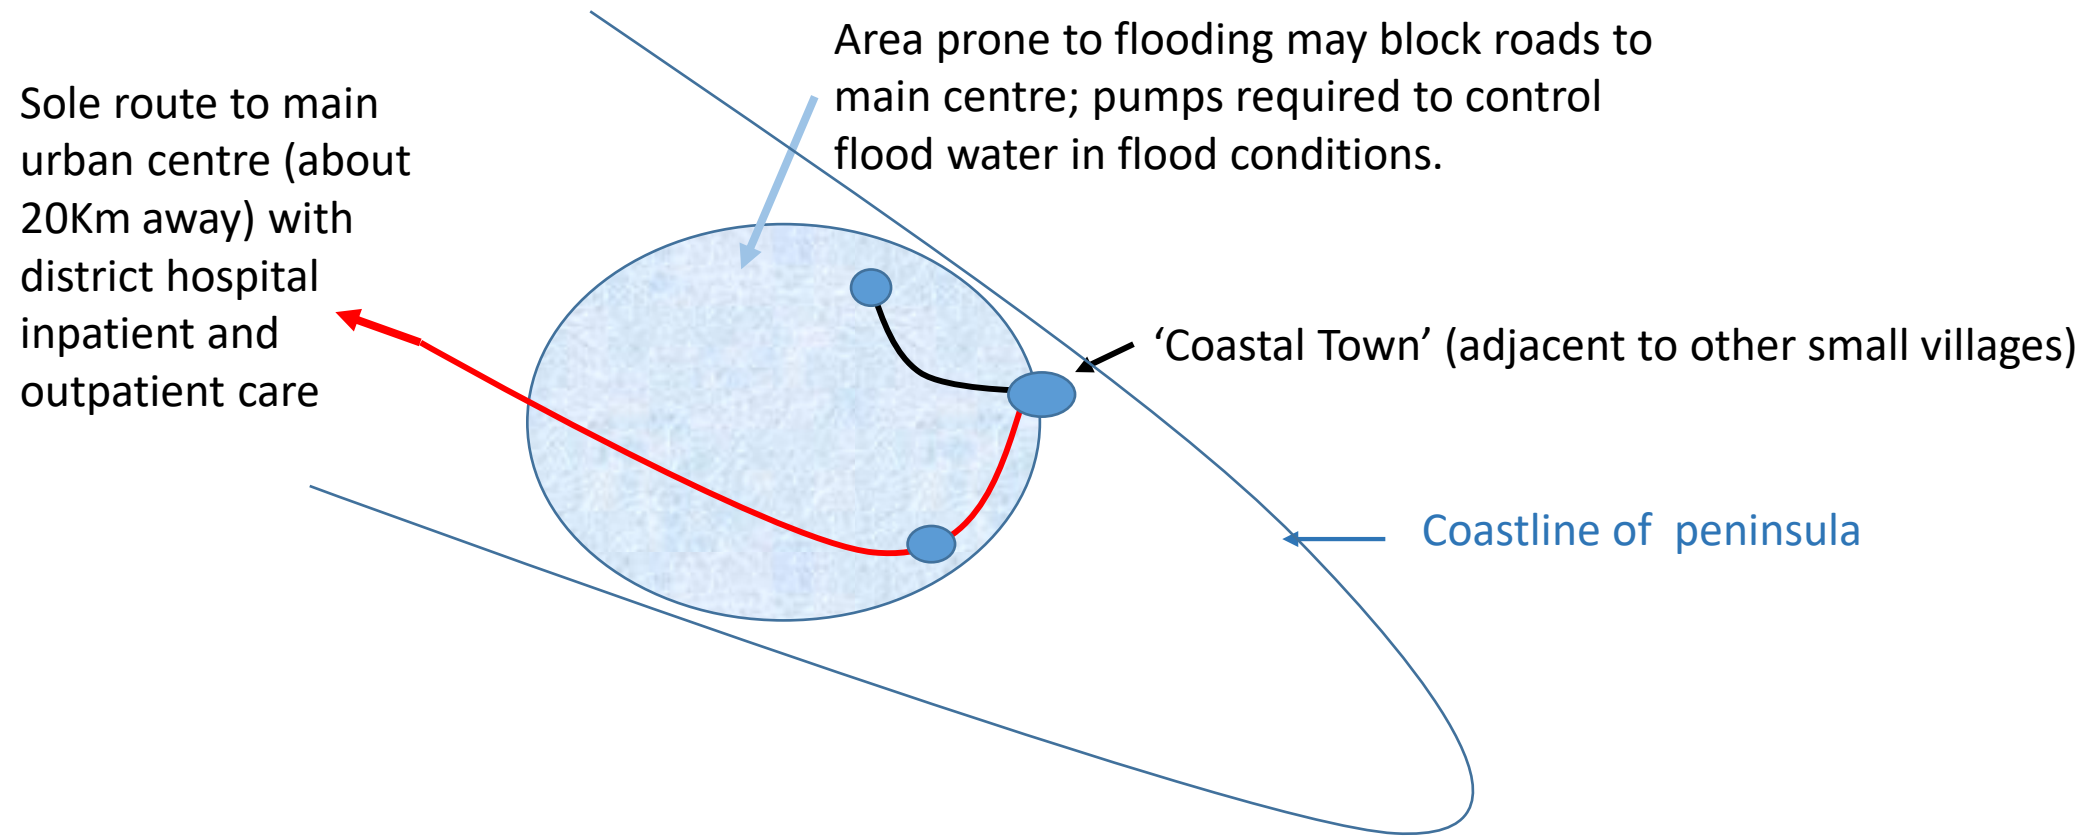 Sole route to main
urban centre (about
20Km away) with
district hospital
inpatient and
outpatient care
Area prone to flooding may block roads to
main centre; pumps required to control
flood water in flood conditions.
‘Coastal Town’ (adjacent to other small villages)
Coastline of peninsula